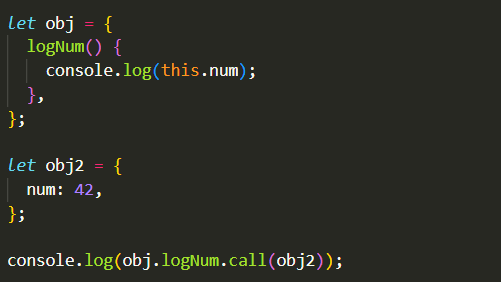 let obj = {
  logNum() {
    console.log(this.num);
  },
};

let obj2 = {
  num: 42,
};

console.log(obj.logNum.call(obj2));